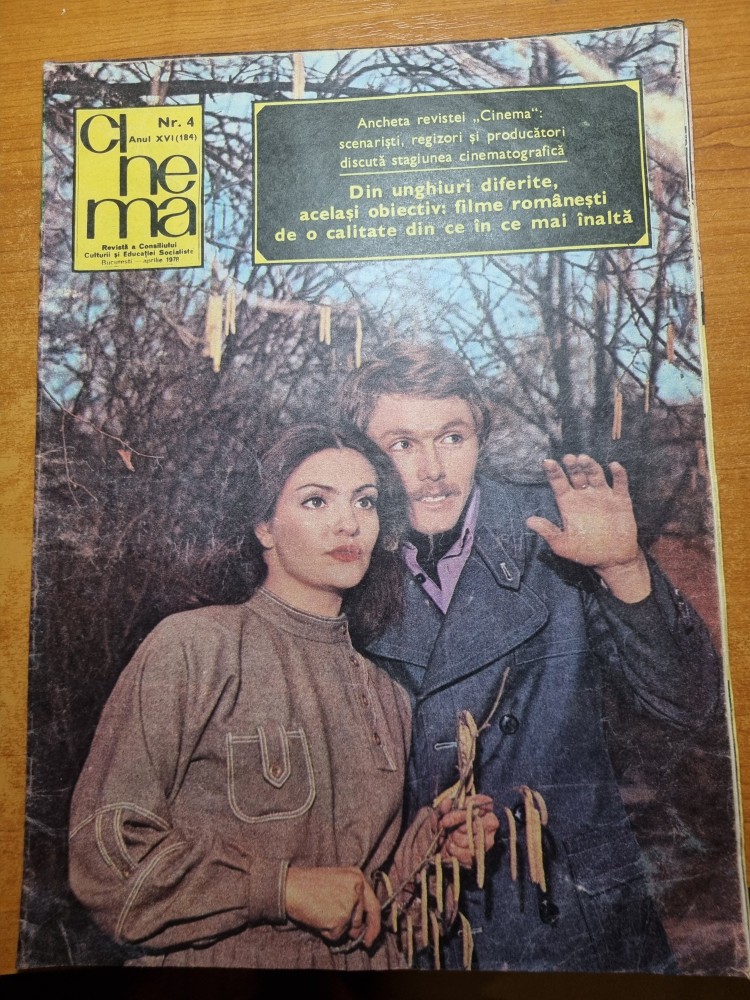 cinema
Nr. 4
Anul XVI (184)
Revistă a Consiliului
Culturii și Educației Socialiste
București — aprilie 1978
Ancheta revistei „Cinema":
scenariști, regizori și producători
discută stagiunea cinematografică
Din unghiuri diferite,
același obiectiv: filme românești
de o calitate din ce în ce mai înaltă